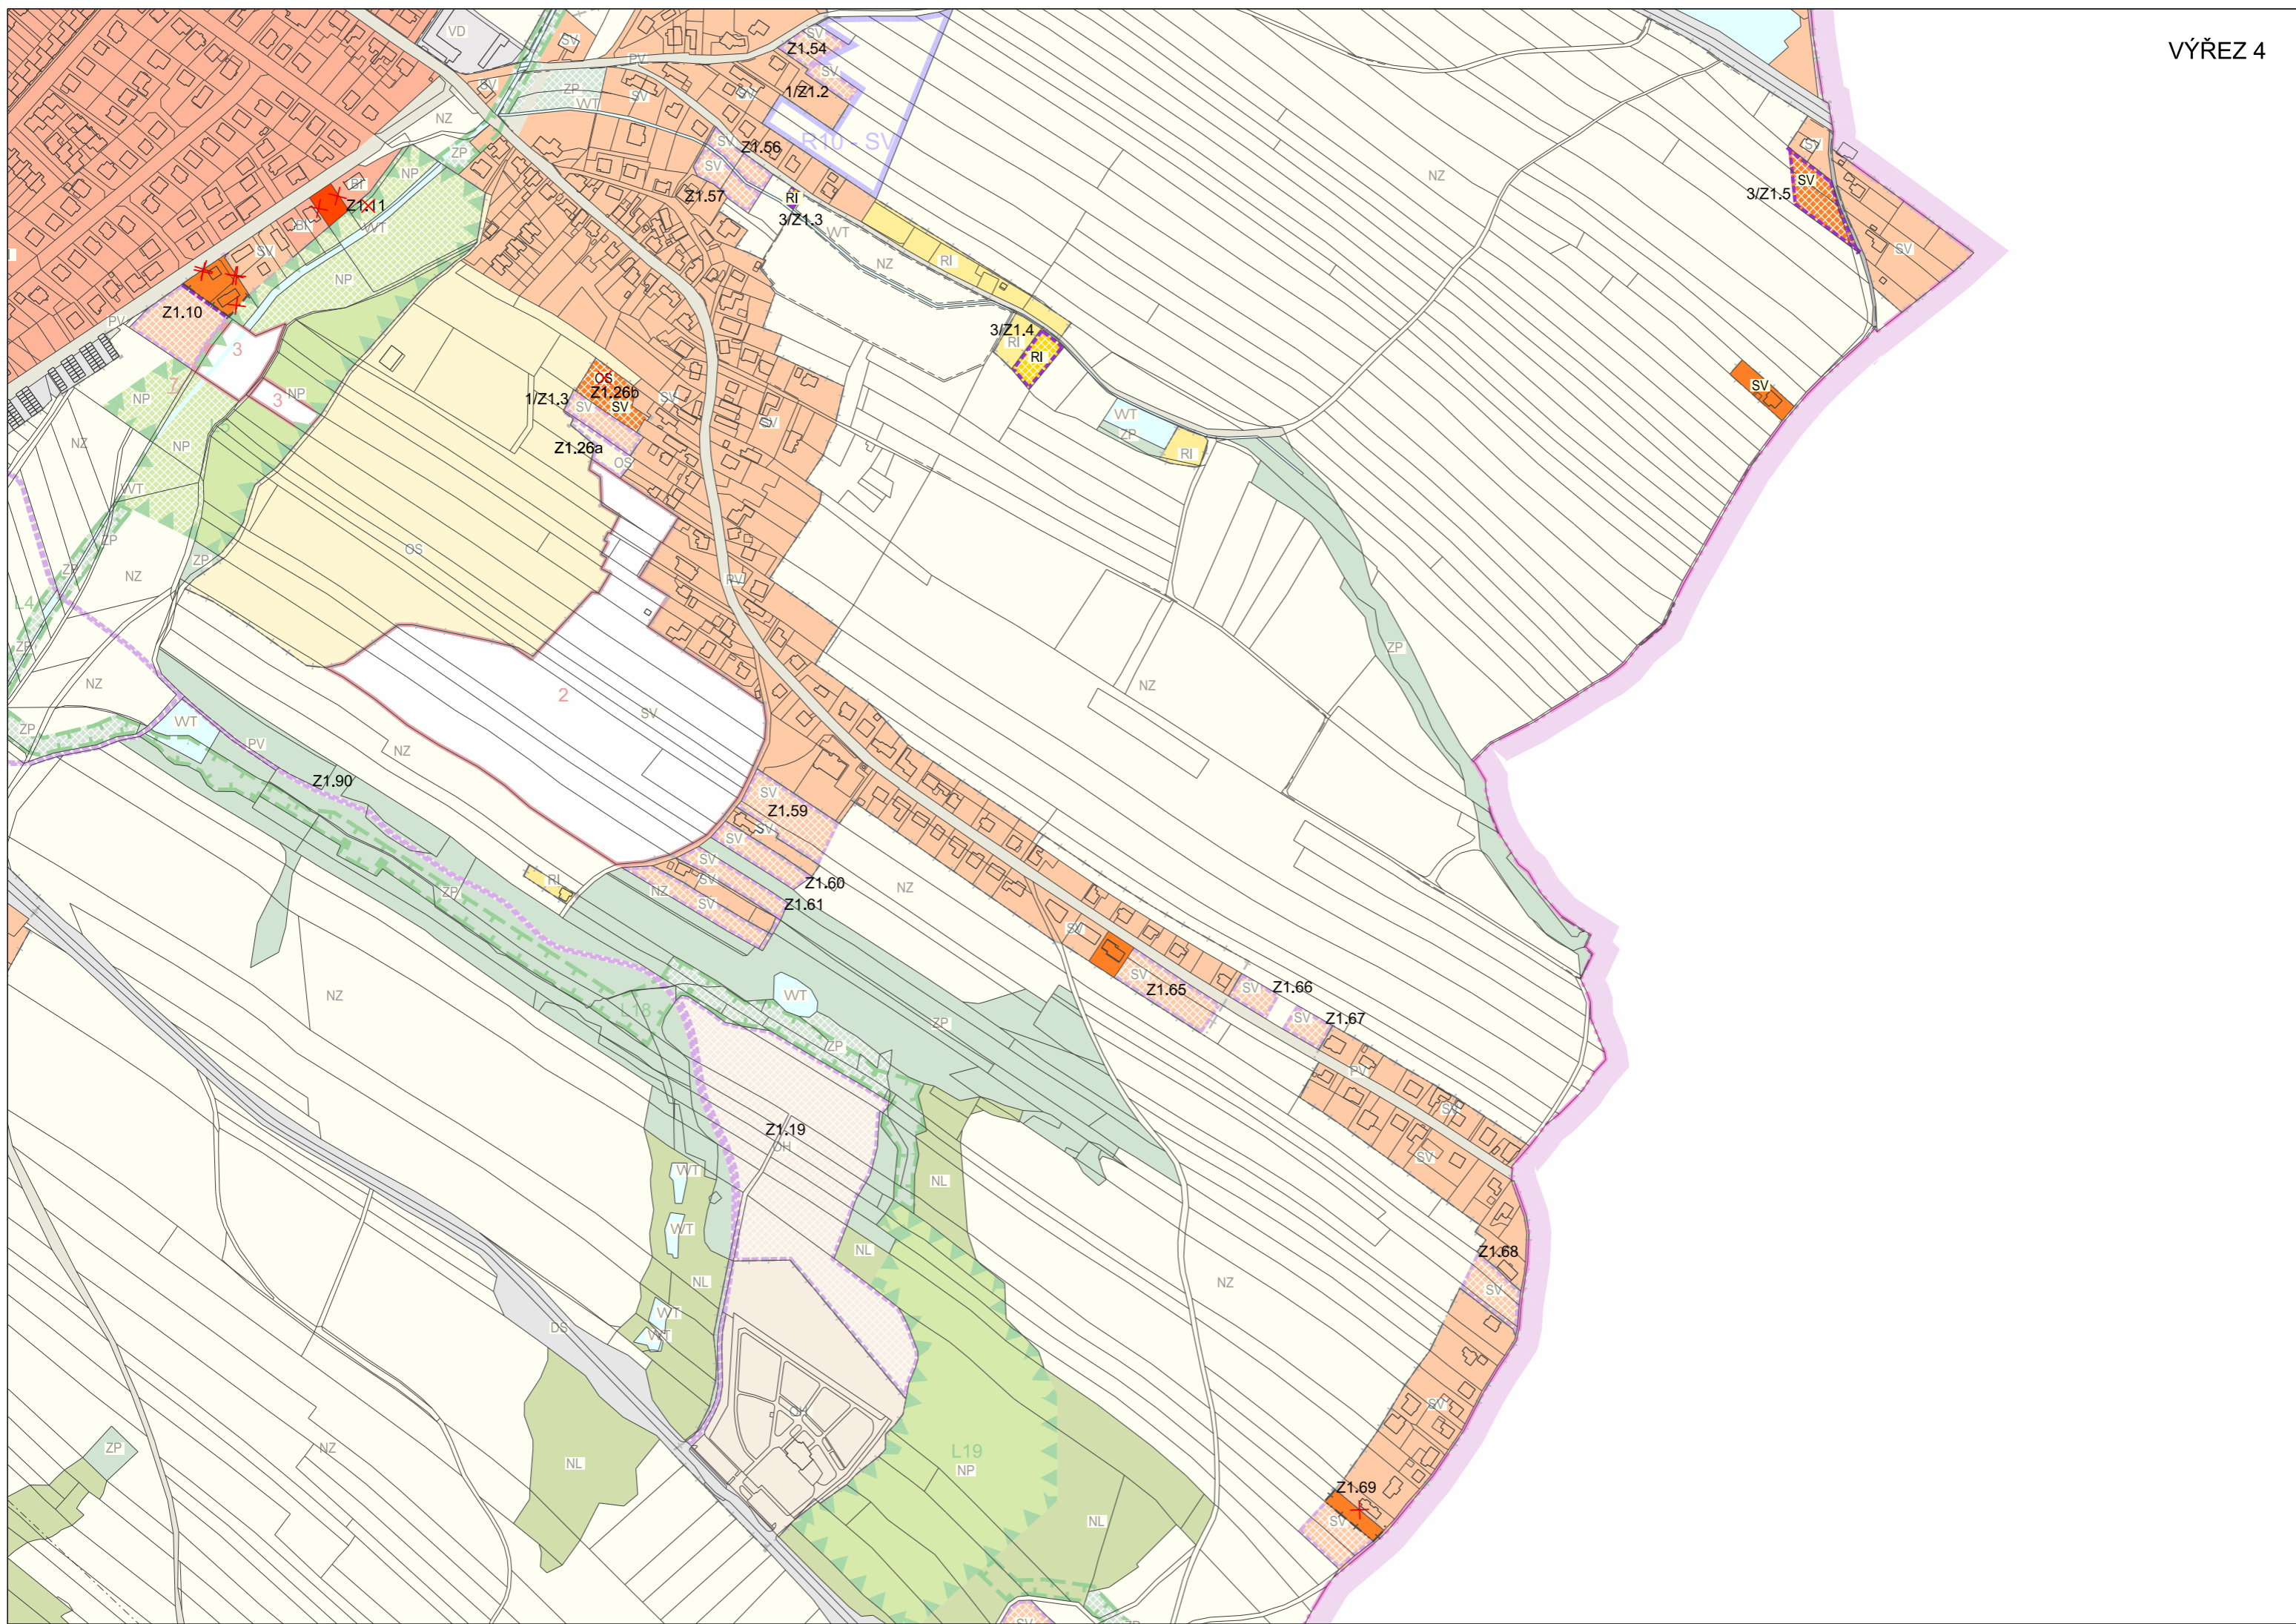 VÝŘEZ 4
VD
SV
SV
Z1.54
PV
SV
ZP
SV
SV
SV
1/Z1.2
WT
NZ
R10 - SV
SV
Z1.56
ZP
SV
NZ
SV
3/Z1.5
NP
BI
Z1.11
Z1.57
RI
3/Z1.3
BI
WT
WT
SV
SV
NZ
RI
NP
Z1.10
PV
3
3/Z1.4
RI
RI
7
OS
SV
Z1.26b
NP
3
1/Z1.3
SV
SV
SV
NP
SV
WT
ZP
NZ
NP
Z1.26a
OS
RI
WT
ZP
OS
ZP
ZP
NZ
PV
L4
ZP
ZP
NZ
NZ
2
SV
WT
ZP
PV
NZ
Z1.90
SV
Z1.59
SV
SV
SV
RI
SV
Z1.60
NZ
ZP
NZ
SV
Z1.61
SV
SV
Z1.65
SV
Z1.66
NZ
WT
L18
SV
Z1.67
ZP
ZP
PV
SV
Z1.19
OH
SV
WT
NL
WT
NL
Z1.68
NL
NZ
SV
WT
DS
WT
SV
OH
ZP
NZ
L19
NL
NP
Z1.69
NL
SV
SV
ZP